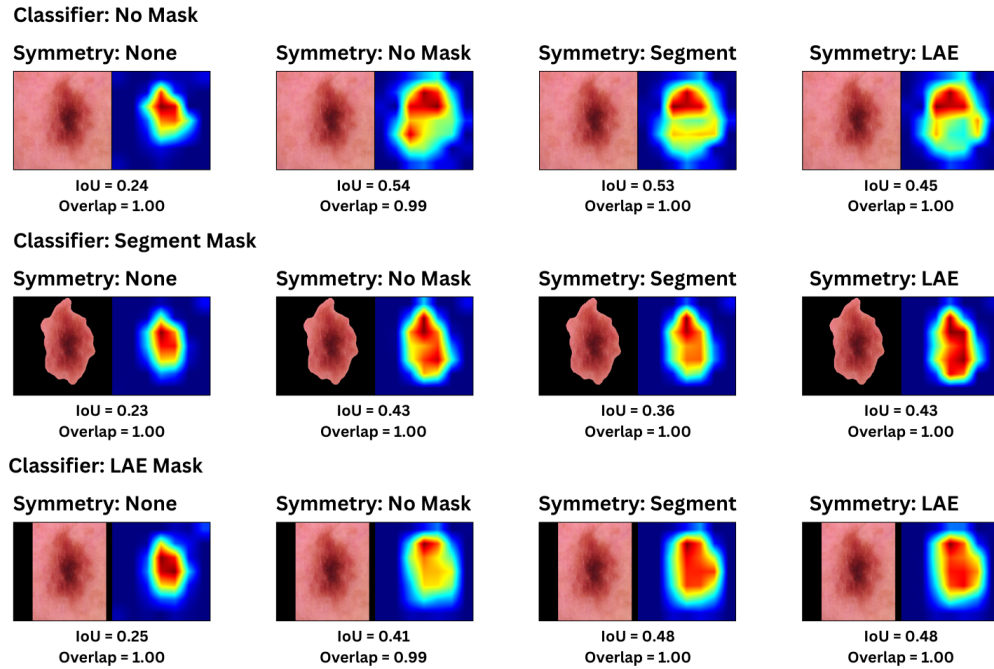 Classifier: No Mask
Symmetry: None
Symmetry: No Mask
Symmetry: Segment
Symmetry: LAE
IoU = 0.24
Overlap = 1.00
IoU = 0.54
Overlap = 0.99
IoU = 0.53
Overlap = 1.00
IoU = 0.45
Overlap = 1.00
Classifier: Segment Mask
Symmetry: None
Symmetry: No Mask
Symmetry: Segment
Symmetry: LAE
IoU = 0.23
Overlap = 1.00
IoU = 0.43
Overlap = 1.00
IoU = 0.36
Overlap = 1.00
IoU = 0.43
Overlap = 1.00
Classifier: LAE Mask
Symmetry: None
Symmetry: No Mask
Symmetry: Segment
Symmetry: LAE
IoU = 0.25
Overlap = 1.00
IoU = 0.41
Overlap = 0.99
IoU = 0.48
Overlap = 1.00
IoU = 0.48
Overlap = 1.00